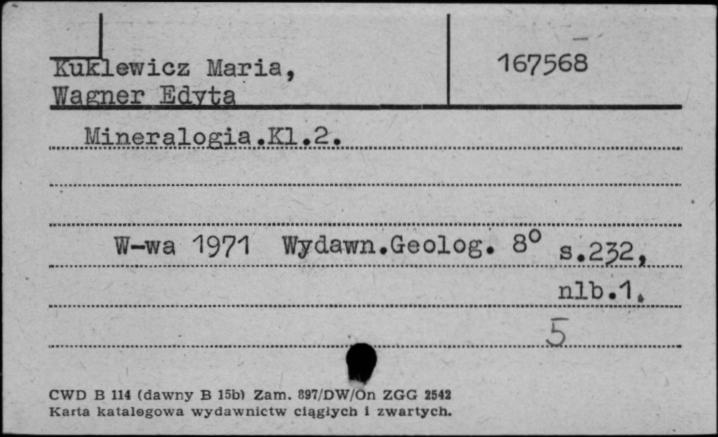 Kuklewicz Maria,
167568
Wagner Edyta
Mineralogia.Kl.2.
W-wa 1971 Wydawn.Geolog. 8° s.232,
nlb.1.
5
CWD B 114 (dawny B 15b) Zam. 897/DW/On ZGG 2542
Karta katalogowa wydawnictw ciągłych i zwartych.